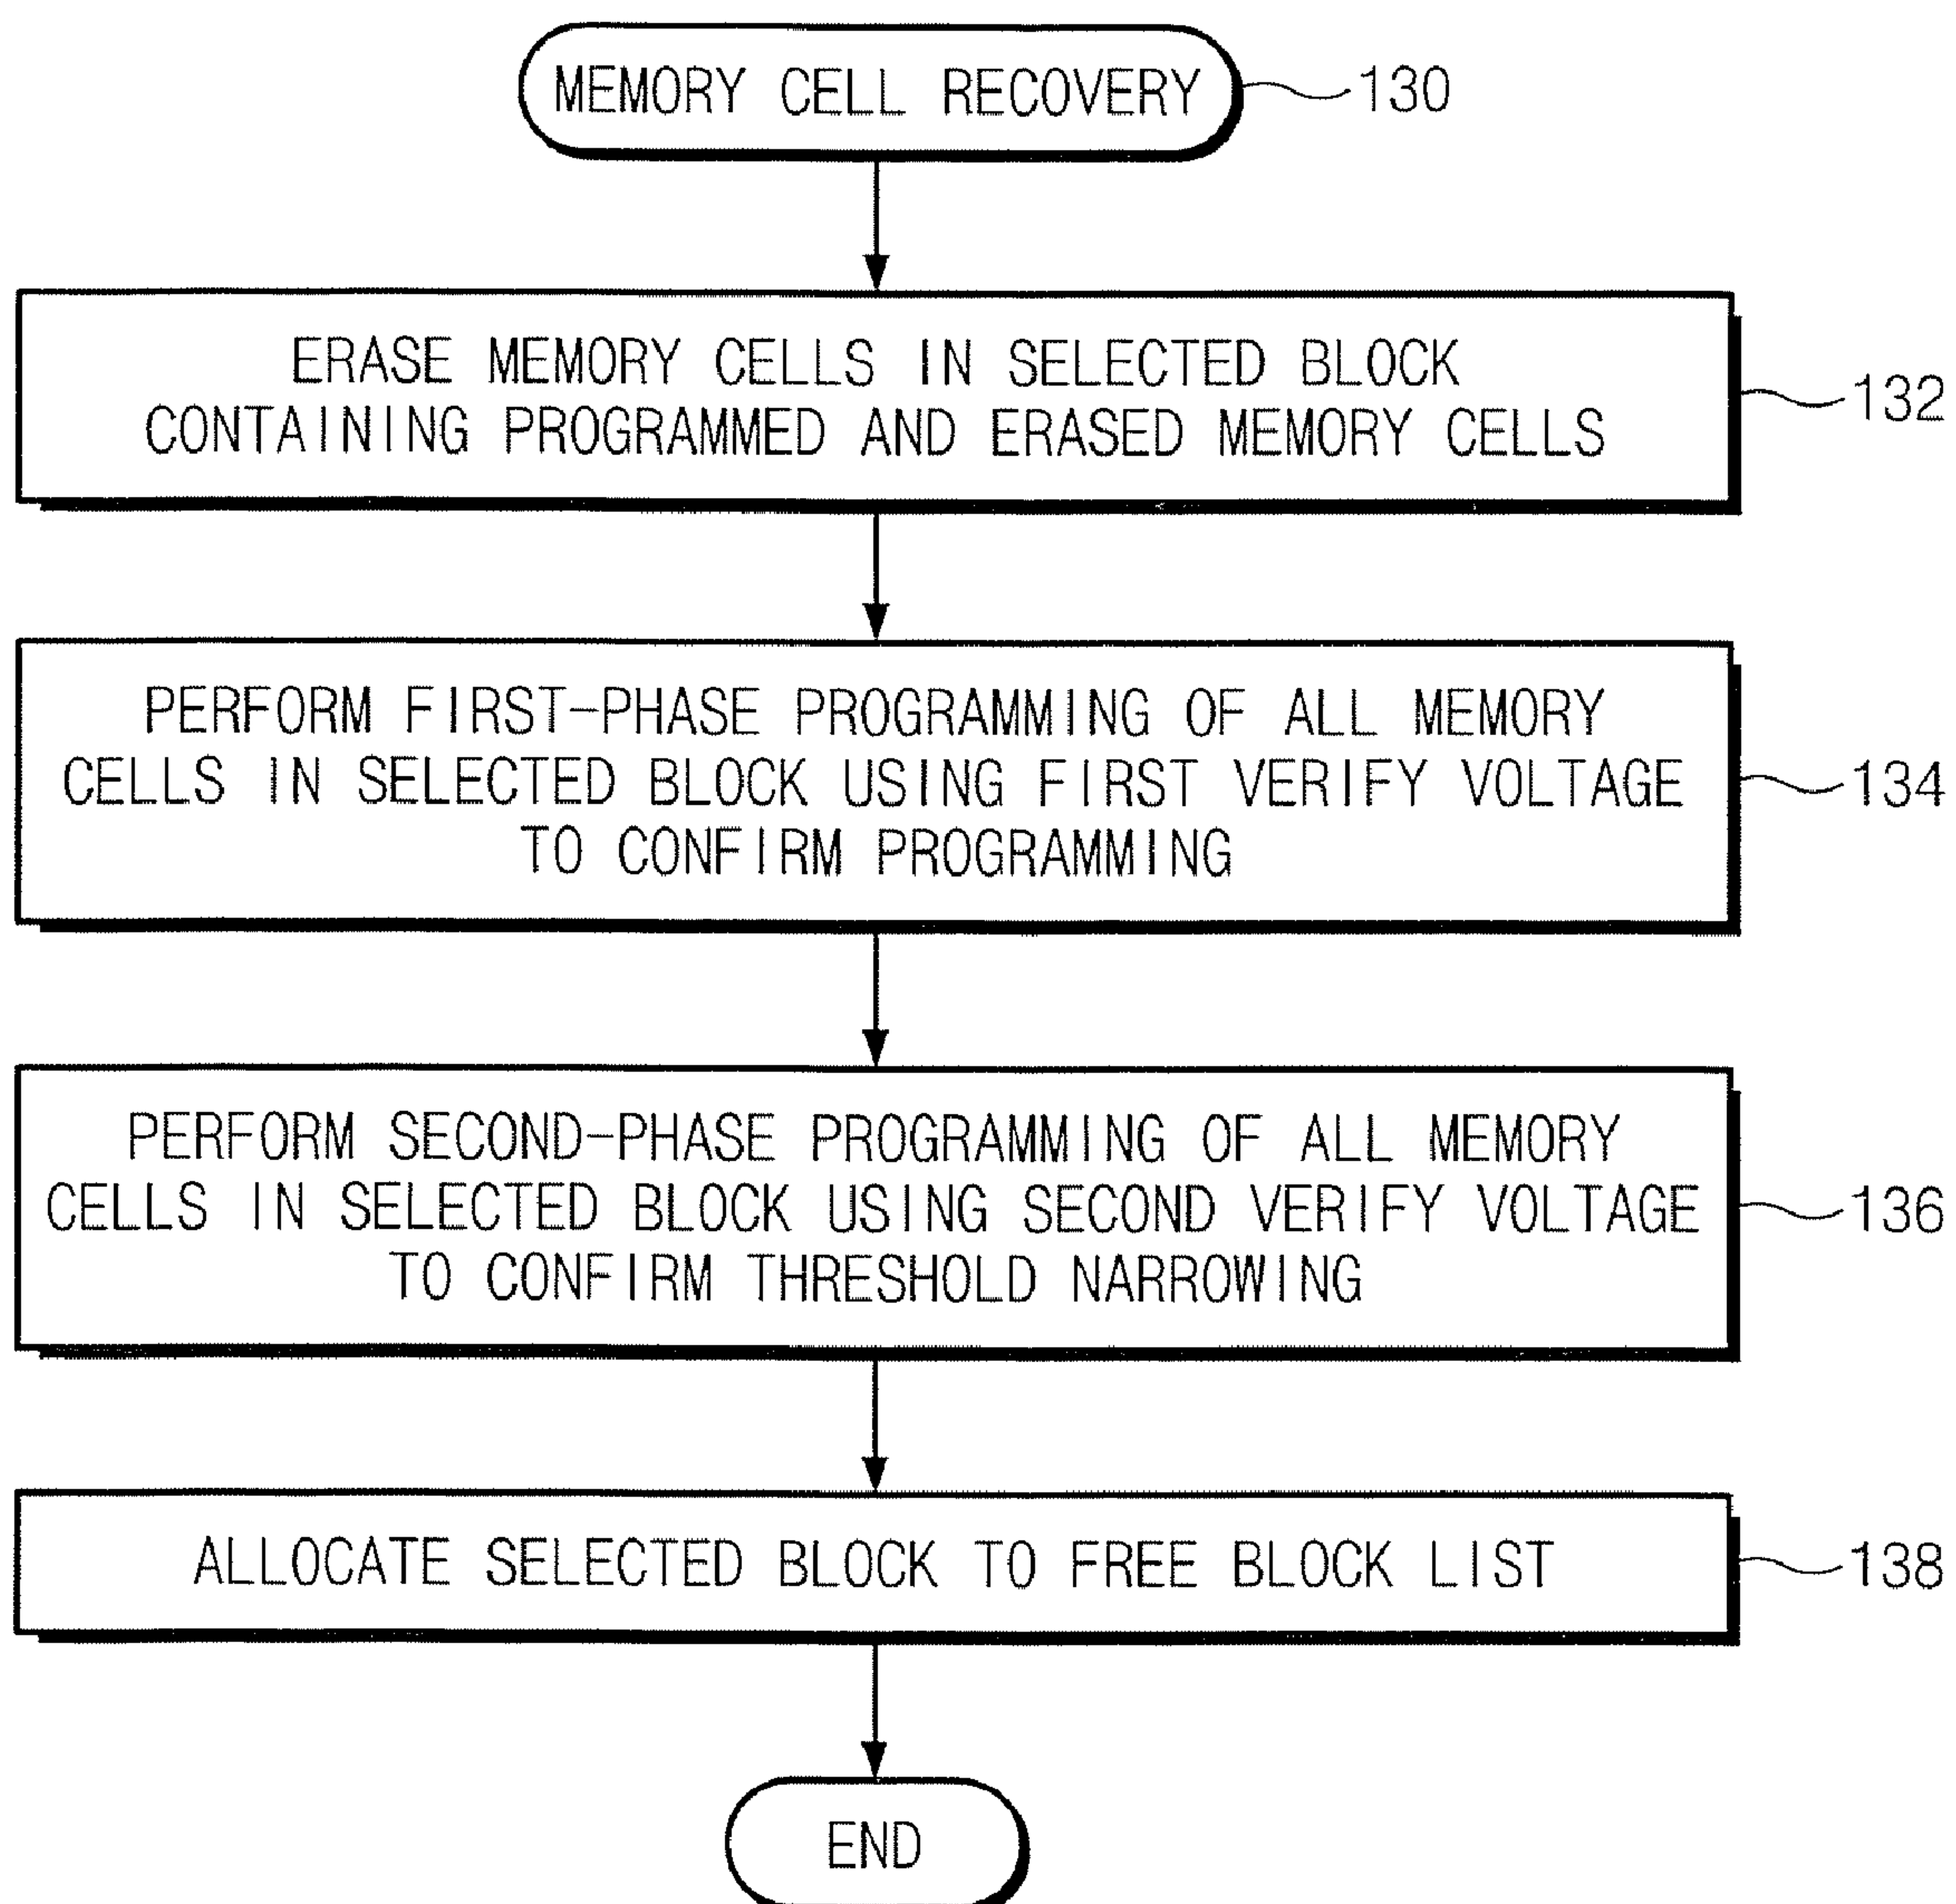 MEMORY CELL RECOVERY
130
ERASE MEMORY CELLS IN SELECTED BLOCK
CONTAINING PROGRAMMED AND ERASED MEMORY CELLS
132
PERFORM FIRST-PHASE PROGRAMMING OF ALL MEMORY
CELLS IN SELECTED BLOCK USING FIRST VERIFY VOLTAGE
TO CONFIRM PROGRAMMING
134
PERFORM SECOND-PHASE PROGRAMMING OF ALL MEMORY
CELLS IN SELECTED BLOCK USING SECOND VERIFY VOLTAGE
TO CONFIRM THRESHOLD NARROWING
136
ALLOCATE SELECTED BLOCK TO FREE BLOCK LIST
138
END